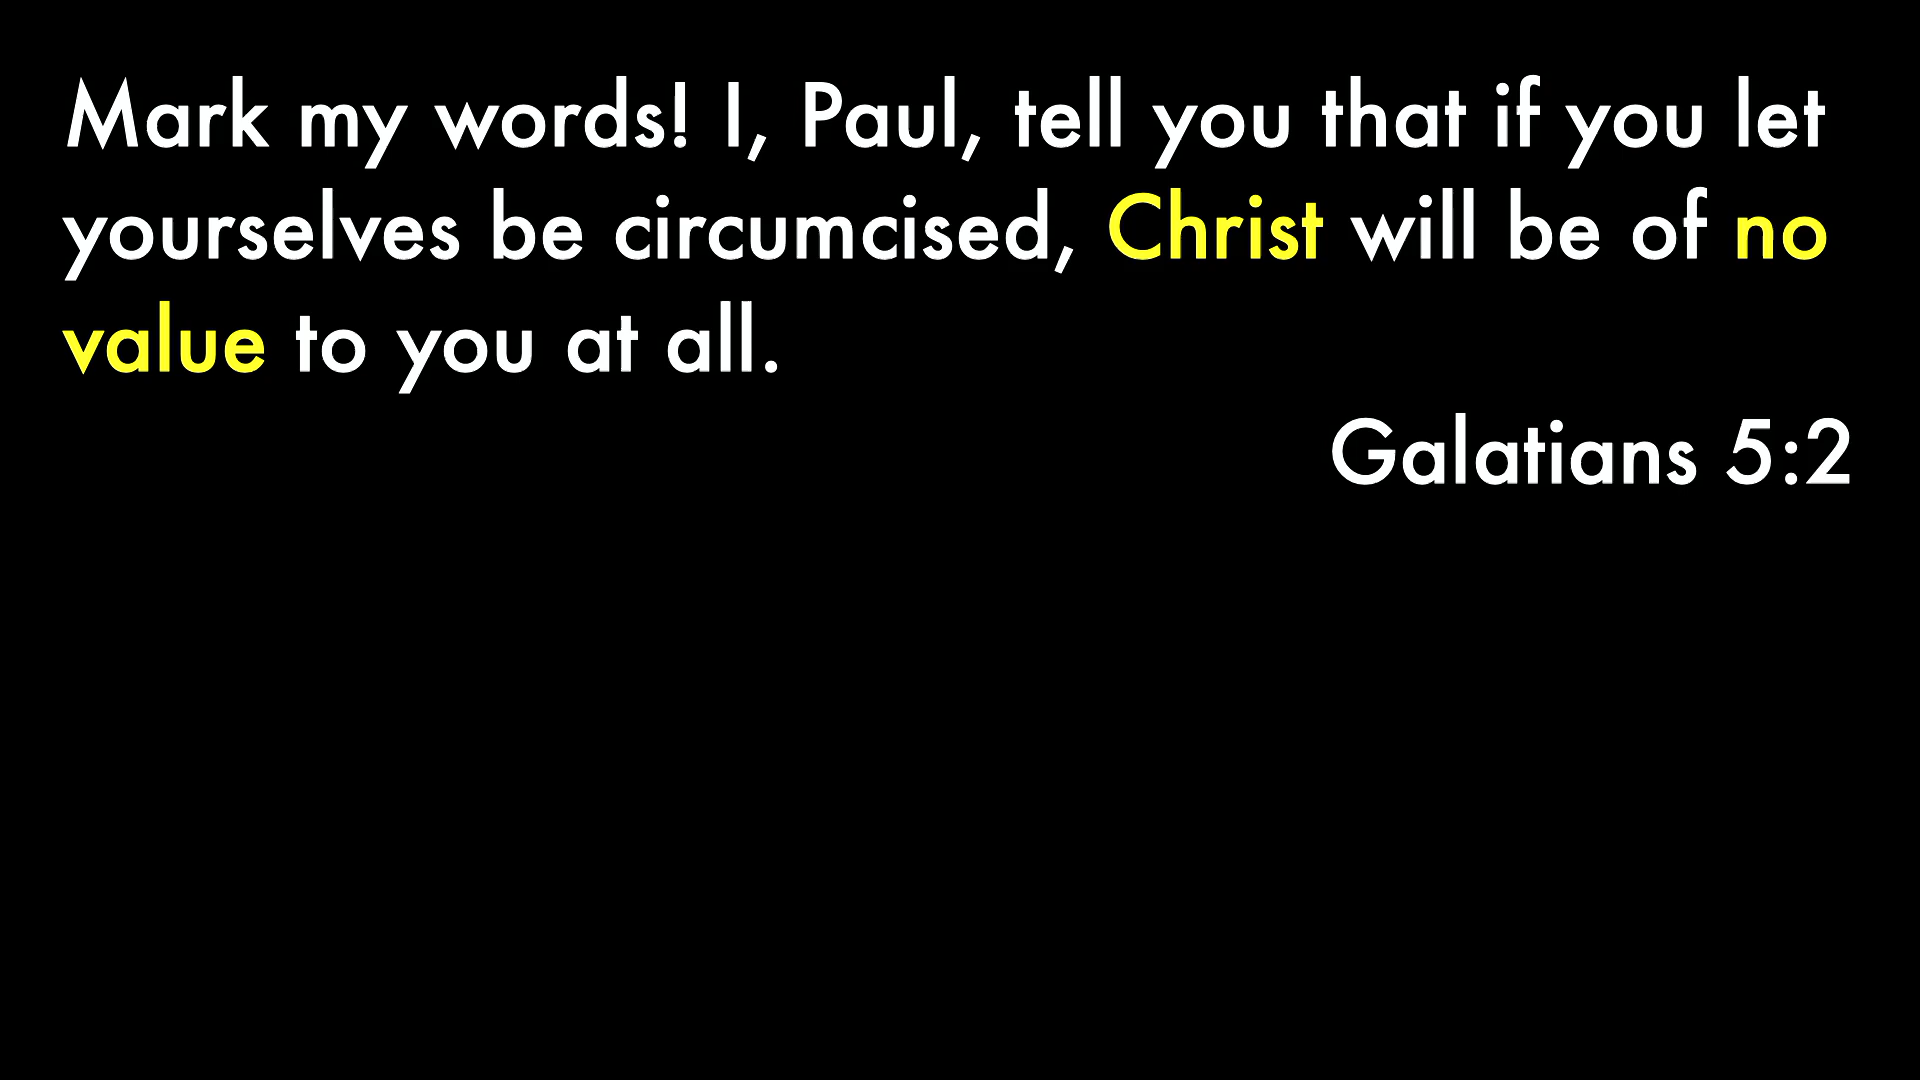 Mark my words! I, Paul, tell you that if you let
yourselves be circumcised, Christ will be of no
value to you at all.
Galatians 5:2